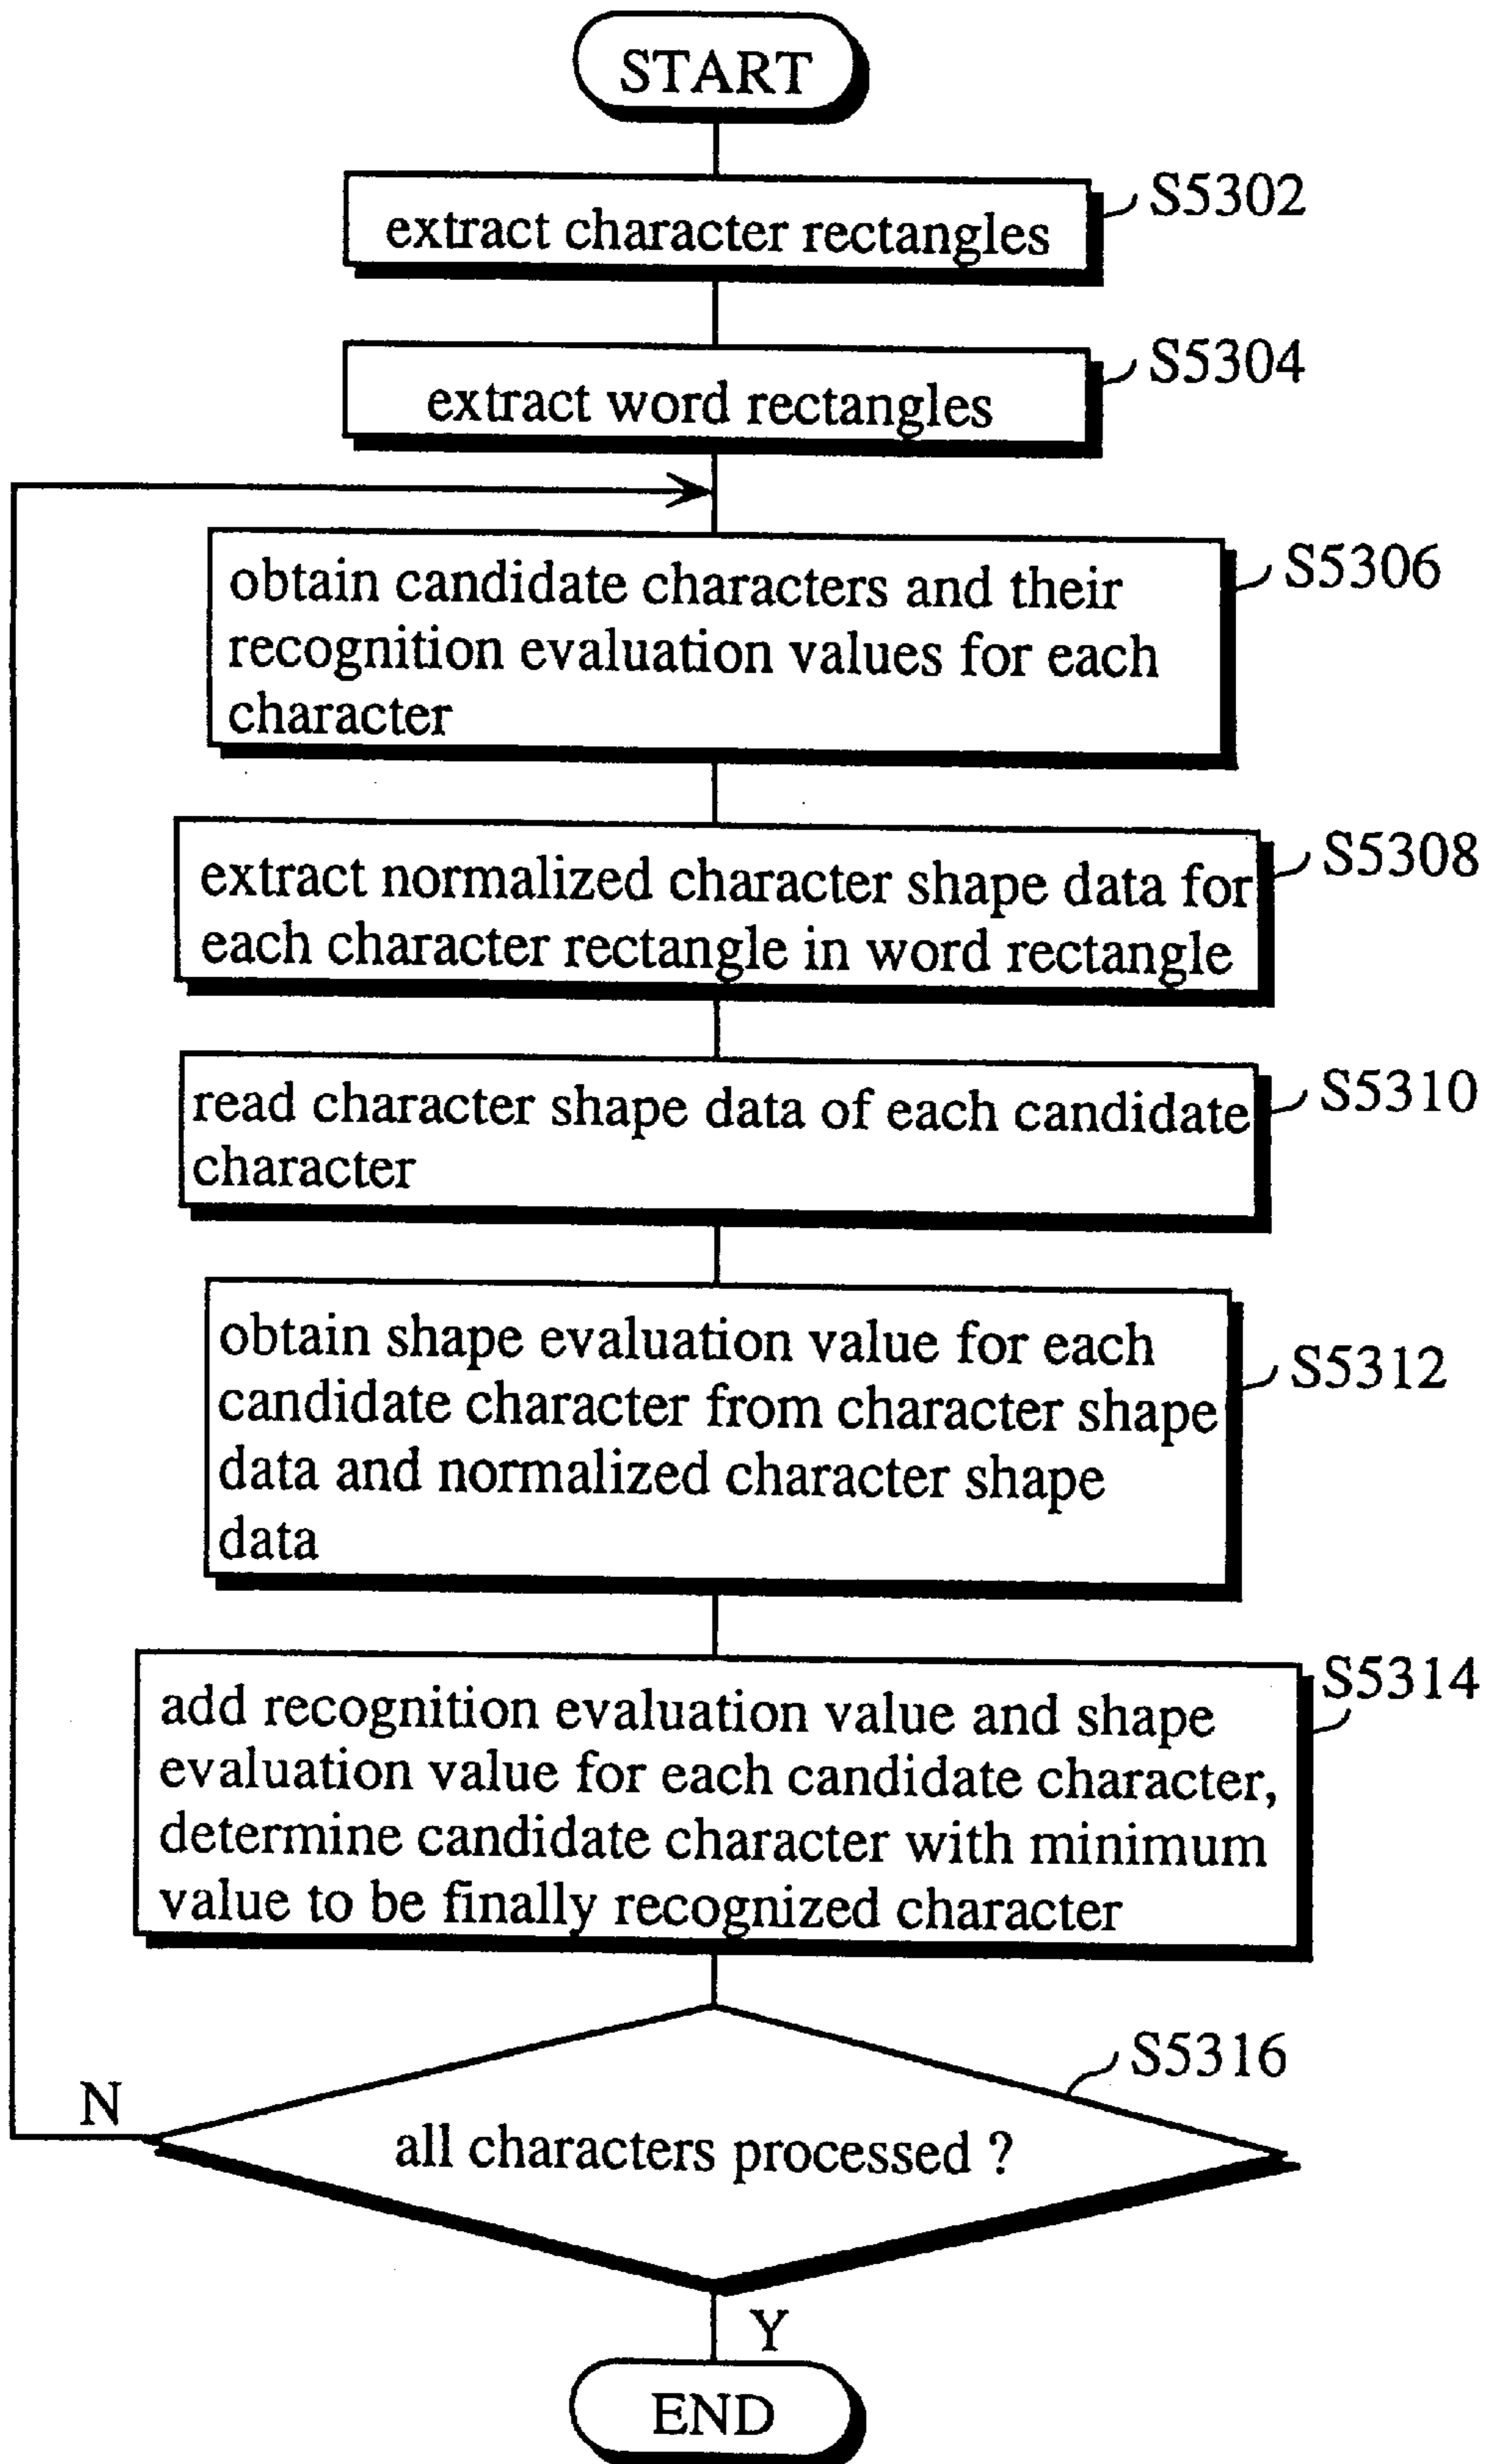 START
extract character rectangles
S5302
extract word rectangles
S5304
obtain candidate characters and their
recognition evaluation values for each
character
S5306
extract normalized character shape data for
each character rectangle in word rectangle
S5308
read character shape data of each candidate
character
S5310
obtain shape evaluation value for each
candidate character from character shape
data and normalized character shape
data
S5312
add recognition evaluation value and shape
evaluation value for each candidate character,
determine candidate character with minimum
value to be finally recognized character
S5314
all characters processed ?
S5316
N
Y
END